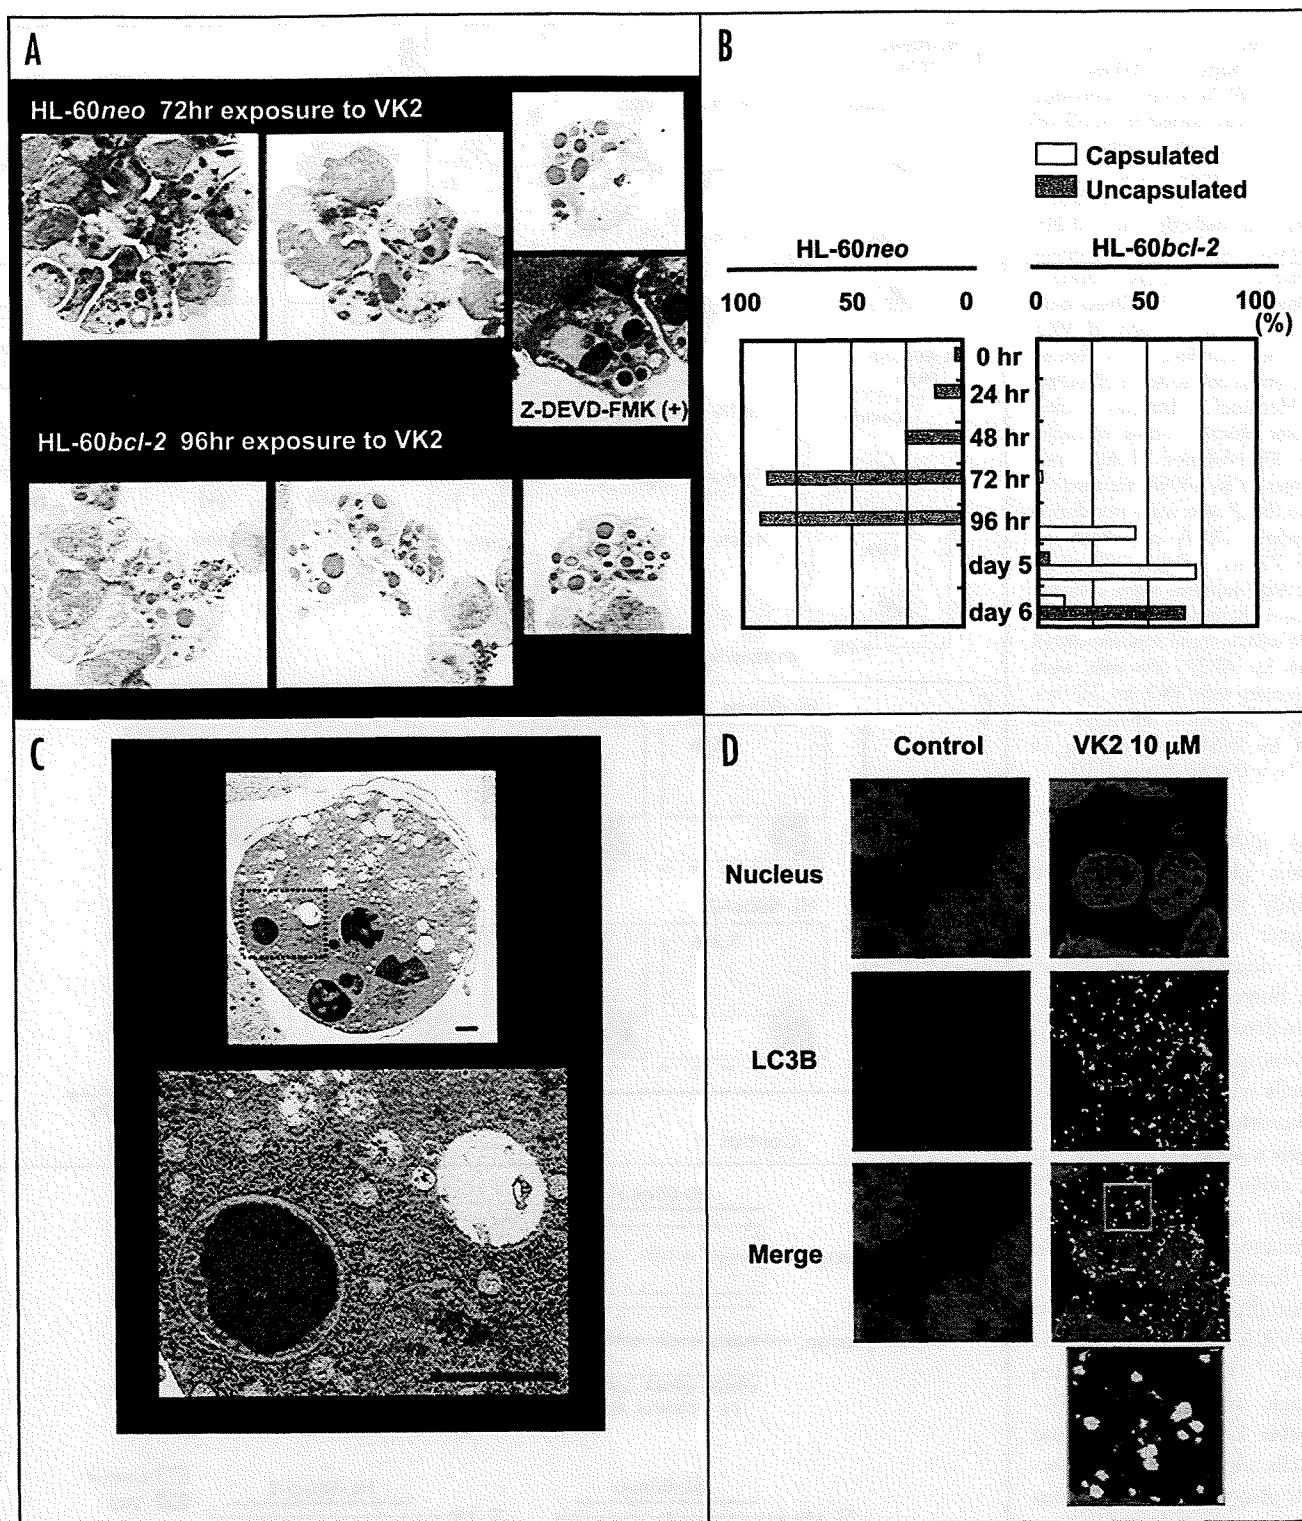 A
HL-60neo 72hr exposure to VK2
Z-DEVD-FMK (+)
HL-60bcl-2 96hr exposure to VK2
B
Capsulated
Uncapsulated
HL-60neo
HL-60bcl-2
100 50 0
0 50 100
(%)
0 hr
24 hr
48 hr
72 hr
96 hr
day 5
day 6
C
D
Control
VK2 10 μM
Nucleus
LC3B
Merge